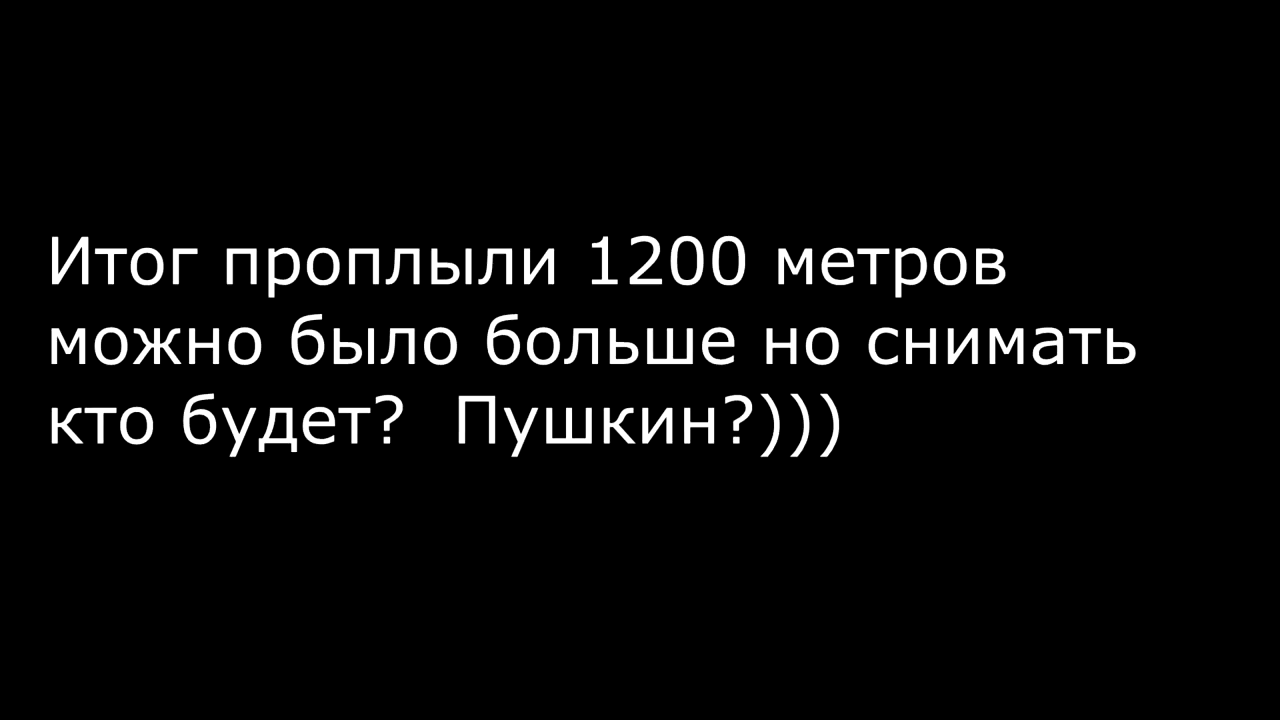 Итог проплыли 1200 метров
можно было больше но снимать
кто будет?  Пушкин?)))